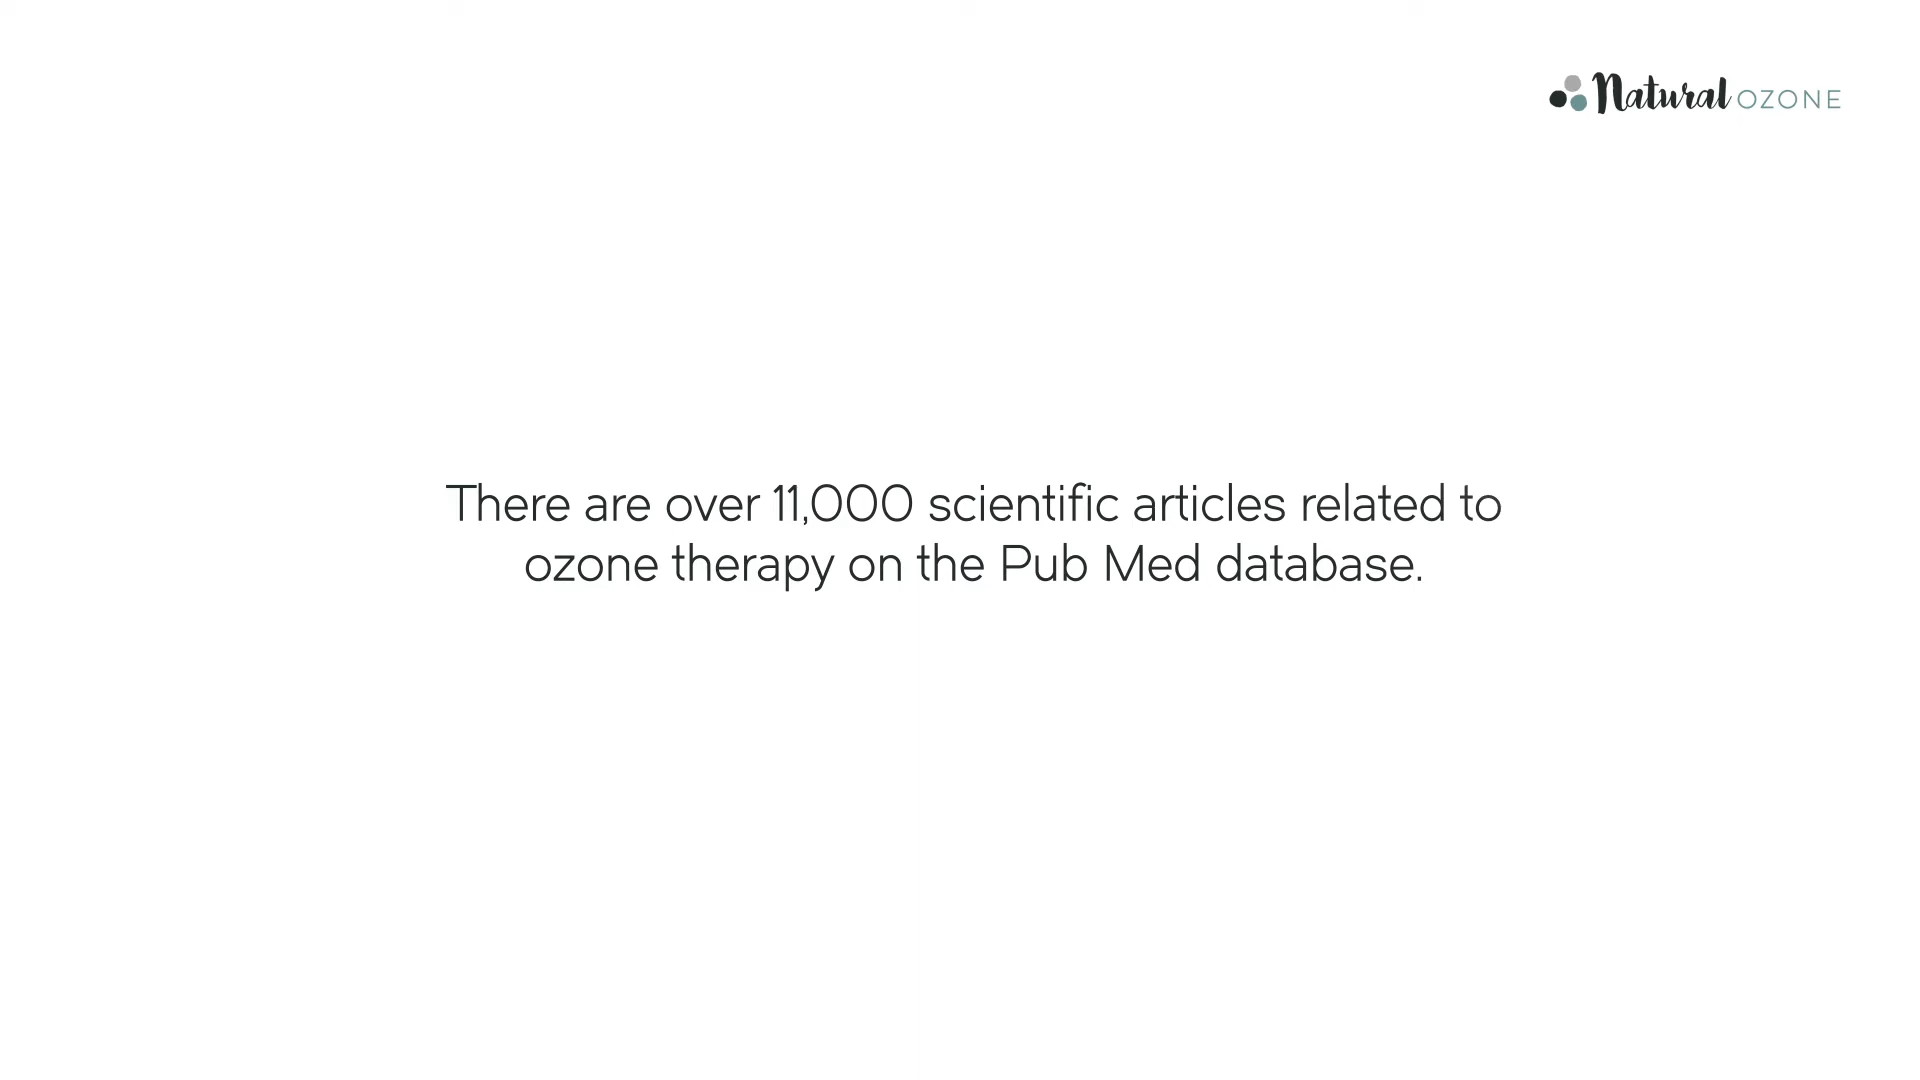 Natural OZONE
There are over 11,000 scientific articles related to
ozone therapy on the Pub Med database.